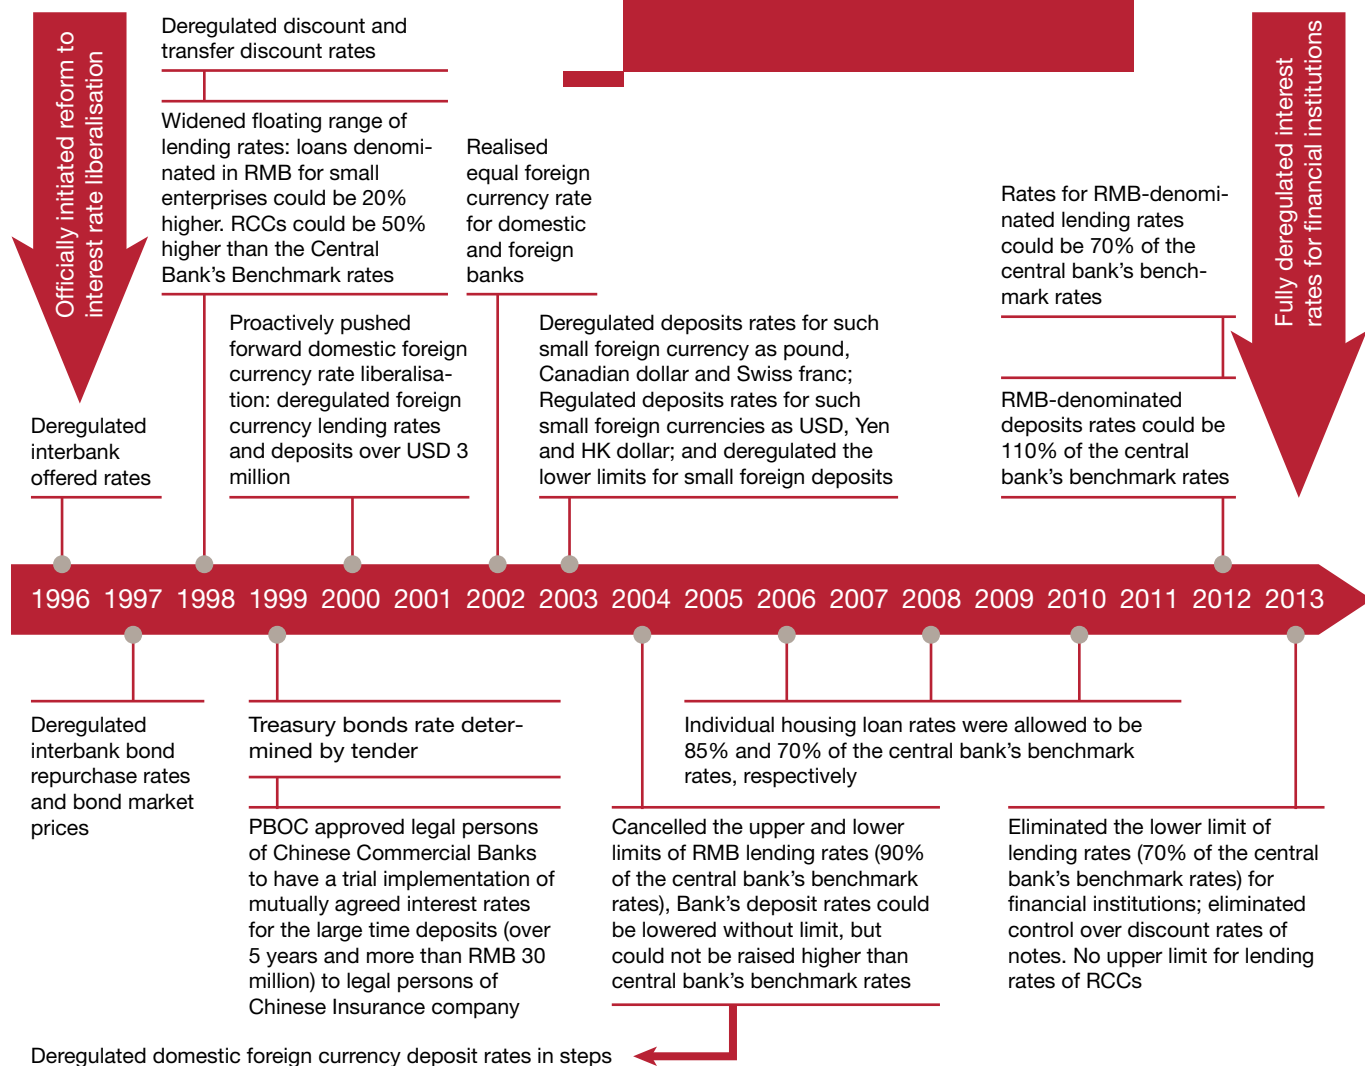 Officially initiated reform to
interest rate liberalisation
Deregulated discount and
transfer discount rates
Widened floating range of
lending rates: loans denomi-
nated in RMB for small
enterprises could be 20%
higher. RCCs could be 50%
higher than the Central
Bank’s Benchmark rates
Realised
equal foreign
currency rate
for domestic
and foreign
banks
Rates for RMB-denomi-
nated lending rates
could be 70% of the
central bank’s bench-
mark rates
Fully deregulated interest
rates for financial institutions
Deregulated
interbank
offered rates
Proactively pushed
forward domestic foreign
currency rate liberalisa-
tion: deregulated foreign
currency lending rates
and deposits over USD 3
million
Deregulated deposits rates for such
small foreign currency as pound,
Canadian dollar and Swiss franc;
Regulated deposits rates for such
small foreign currencies as USD, Yen
and HK dollar; and deregulated the
lower limits for small foreign deposits
RMB-denominated
deposits rates could be
110% of the central
bank’s benchmark rates
1996 1997 1998 1999 2000 2001 2002 2003 2004 2005 2006 2007 2008 2009 2010 2011 2012 2013
Deregulated
interbank bond
repurchase rates
and bond market
prices
Treasury bonds rate deter-
mined by tender
PBOC approved legal persons
of Chinese Commercial Banks
to have a trial implementation of
mutually agreed interest rates
for the large time deposits (over
5 years and more than RMB 30
million) to legal persons of
Chinese Insurance company
Individual housing loan rates were allowed to be
85% and 70% of the central bank’s benchmark
rates, respectively
Cancelled the upper and lower
limits of RMB lending rates (90%
of the central bank’s benchmark
rates), Bank’s deposit rates could
be lowered without limit, but
could not be raised higher than
central bank’s benchmark rates
Eliminated the lower limit of
lending rates (70% of the central
bank’s benchmark rates) for
financial institutions; eliminated
control over discount rates of
notes. No upper limit for lending
rates of RCCs
Deregulated domestic foreign currency deposit rates in steps